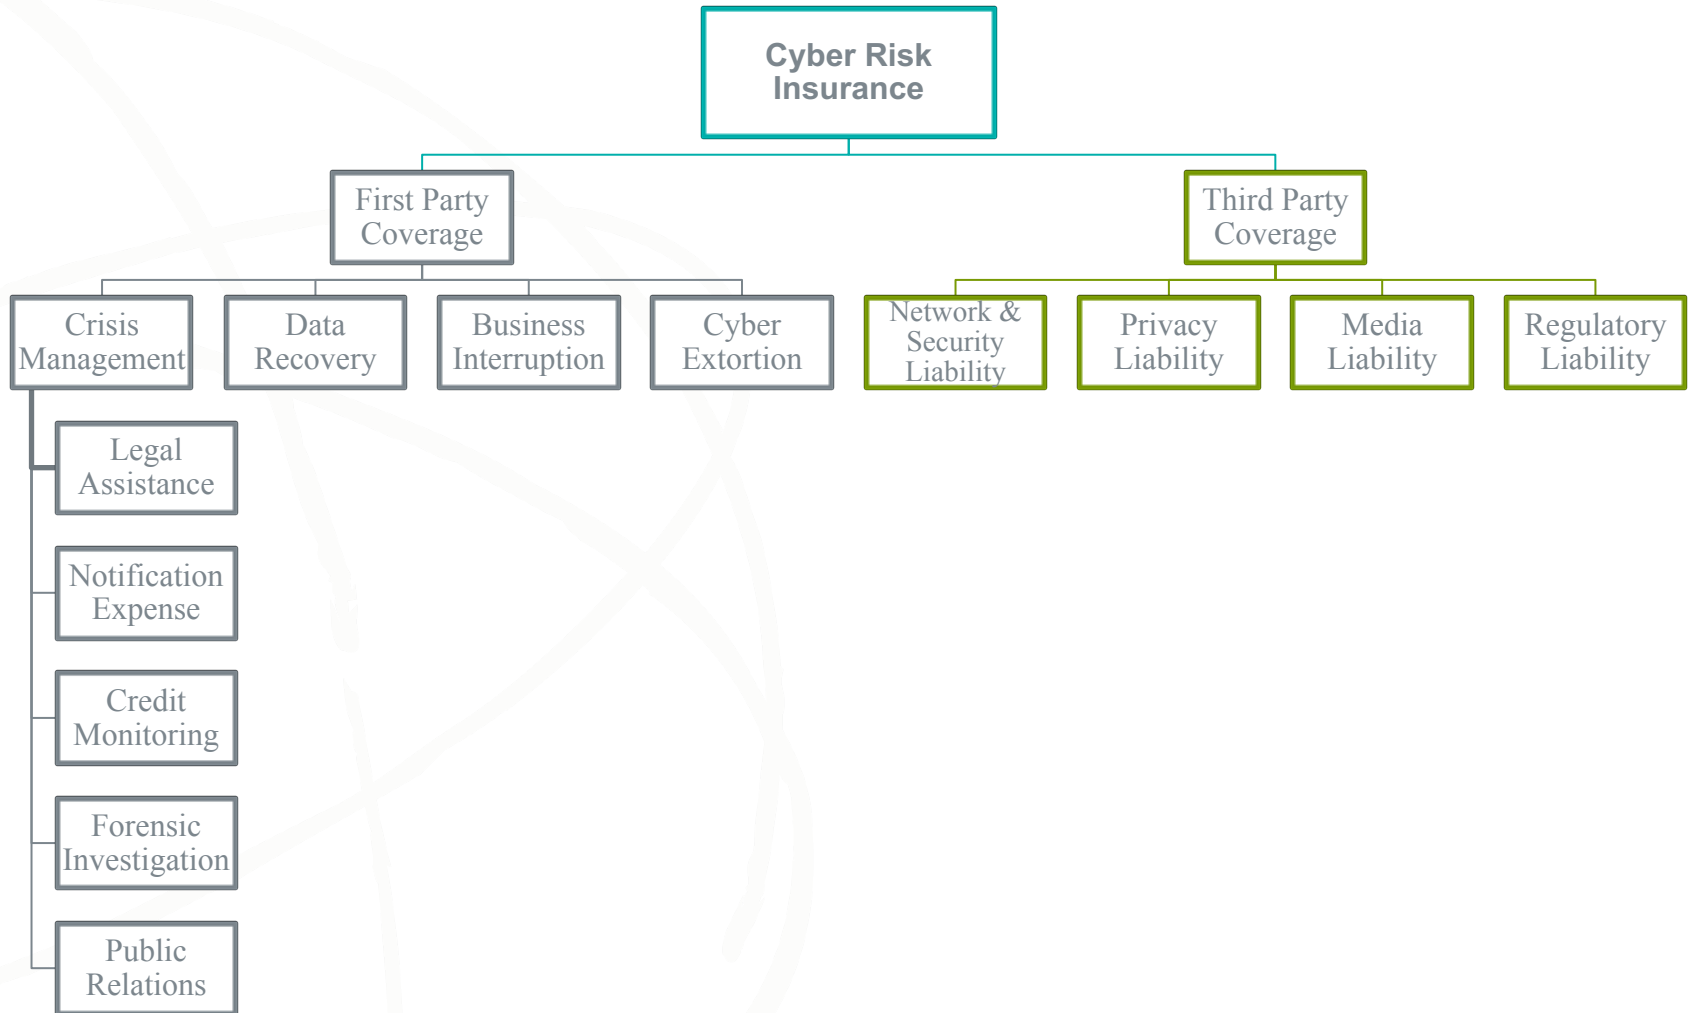 Cyber Risk
Insurance
First Party
Coverage
Third Party
Coverage
Crisis
Management
Data
Recovery
Business
Interruption
Cyber
Extortion
Network &
Security
Liability
Privacy
Liability
Media
Liability
Regulatory
Liability
Legal
Assistance
Notification
Expense
Credit
Monitoring
Forensic
Investigation
Public
Relations